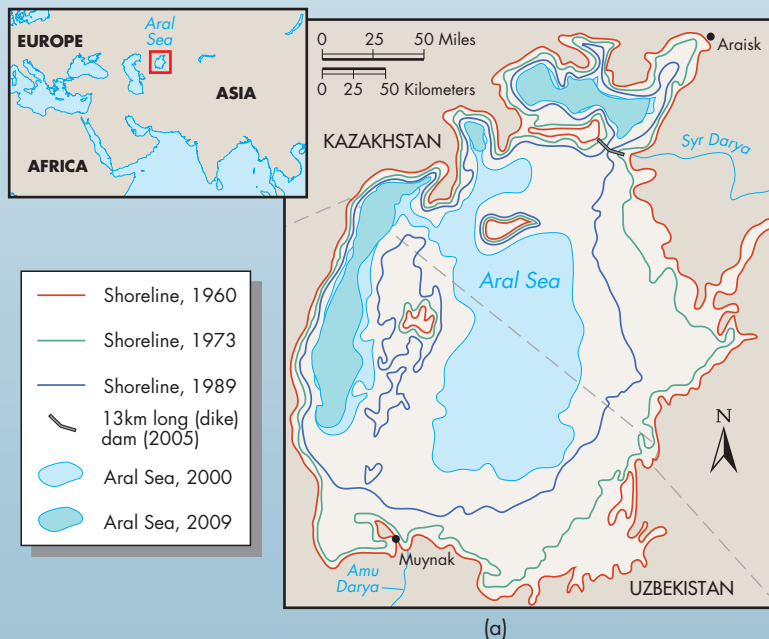 Aral
Sea
EUROPE
ASIA
AFRICA
0 25 50 Miles
0 25 50 Kilometers
Araisk
KAZAKHSTAN
Syr Darya
Aral Sea
N
Muynak
Amu
Darya
UZBEKISTAN
Shoreline, 1960
Shoreline, 1973
Shoreline, 1989
13km long (dike)
dam (2005)
Aral Sea, 2000
Aral Sea, 2009
(a)